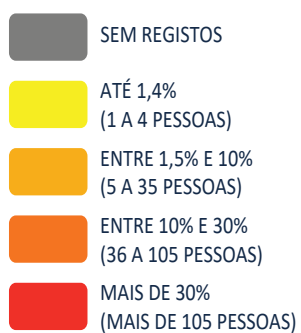 SEM REGISTOS
ATÉ 1,4%
(1 A 4 PESSOAS)
ENTRE 1,5% E 10%
(5 A 35 PESSOAS)
ENTRE 10% E 30%
(36 A 105 PESSOAS)
MAIS DE 30%
(MAIS DE 105 PESSOAS)